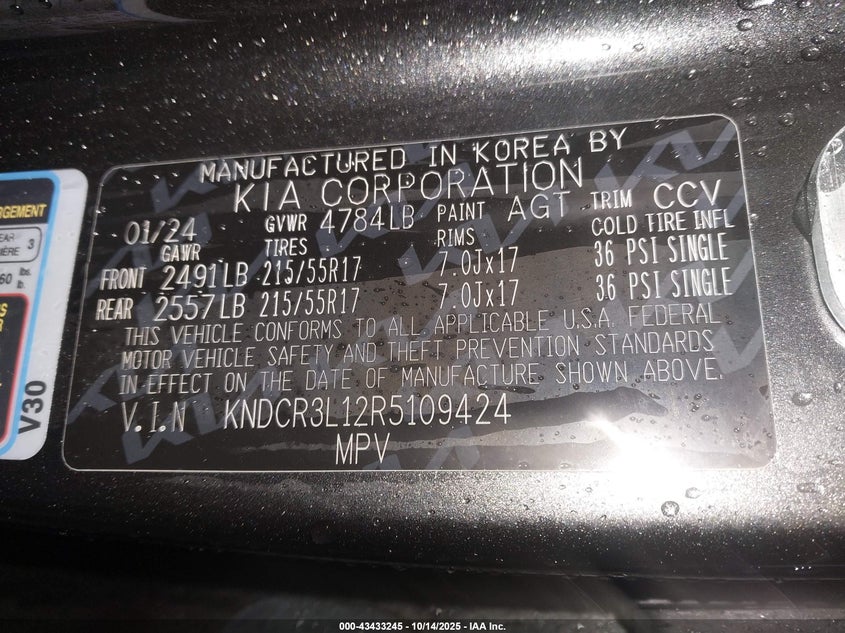 MANUFACTURED IN KOREA BY
KIA CORPORATION
01/24 GVWR 4784LB PAINT AGT TRIM CCV
GAWR TIRES RIMS COLD TIRE INFL
FRONT 2491LB 215/55R17 7.0Jx17 36 PSI SINGLE
REAR 2557LB 215/55R17 7.0Jx17 36 PSI SINGLE
THIS VEHICLE CONFORMS TO ALL APPLICABLE U.S.A. FEDERAL
MOTOR VEHICLE SAFETY AND THEFT PREVENTION STANDARDS
IN EFFECT ON THE DATE OF MANUFACTURE SHOWN ABOVE.
V.I.N KNDCR3L12R5109424
MPV
3
60 lbs.
V30
000-43433245 - 10/14/2025 - IAA Inc.